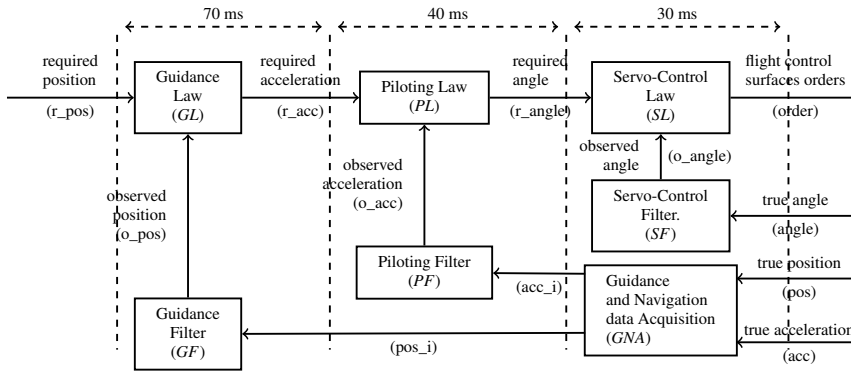 70 ms
40 ms
30 ms
required
position
(r_pos)
Guidance
Law
(GL)
required
acceleration
(r_acc)
Piloting Law
(PL)
required
angle
(r_angle)
Servo-Control
Law
(SL)
flight control
surfaces orders
(order)
observed
position
(o_pos)
observed
acceleration
(o_acc)
observed
angle
(o_angle)
Servo-Control
Filter.
(SF)
true angle
(angle)
Piloting Filter
(PF)
(acc_i)
Guidance
and Navigation
data Acquisition
(GNA)
true position
(pos)
Guidance
Filter
(GF)
(pos_i)
true acceleration
(acc)